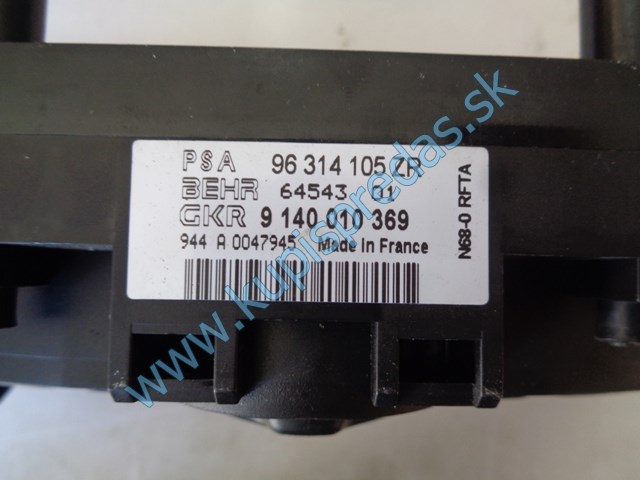 PSA 96 314 105 ZR
BEHR 64543 01
GKR 9 140 010 369
944 A 0047945 Made in France
N68-0 RFTA
www.kupispredas.sk